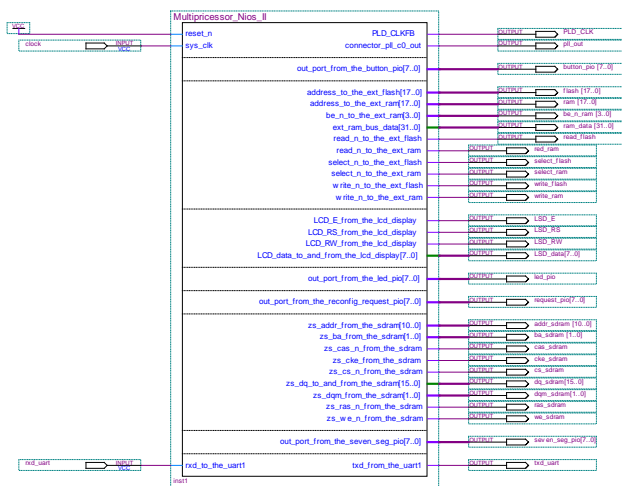 Multipricessor_Nios_II
VCC
reset_n PLD_CLKFB OUTPUT PLD_CLK
clock INPUT VCC sys_clk connector_pll_c0_out OUTPUT pll_out
out_port_from_the_button_pio[7..0] OUTPUT button_pio [7..0]
address_to_the_ext_flash[17..0] OUTPUT flash [17..0]
address_to_the_ext_ram[17..0] OUTPUT ram [17..0]
be_n_to_the_ext_ram[3..0] OUTPUT be_n_ram [3..0]
ext_ram_bus_data[31..0] OUTPUT ram_data [31..0]
read_n_to_the_ext_flash OUTPUT read_flash
read_n_to_the_ext_ram OUTPUT red_ram
select_n_to_the_ext_flash OUTPUT select_flash
select_n_to_the_ext_ram OUTPUT select_ram
write_n_to_the_ext_flash OUTPUT write_flash
write_n_to_the_ext_ram OUTPUT write_ram
LCD_E_from_the_lcd_display OUTPUT LSD_E
LCD_RS_from_the_lcd_display OUTPUT LSD_RS
LCD_RW_from_the_lcd_display OUTPUT LSD_RW
LCD_data_to_and_from_the_lcd_display[7..0] OUTPUT LSD_data[7..0]
out_port_from_the_led_pio[7..0] OUTPUT led_pio
out_port_from_the_reconfig_request_pio[7..0] OUTPUT request_pio[7..0]
zs_addr_from_the_sdram[10..0] OUTPUT addr_sdram [10..0]
zs_ba_from_the_sdram[1..0] OUTPUT ba_sdram [1..0]
zs_cas_n_from_the_sdram OUTPUT cas_sdram
zs_cke_from_the_sdram OUTPUT cke_sdram
zs_cs_n_from_the_sdram OUTPUT cs_sdram
zs_dq_to_and_from_the_sdram[15..0] OUTPUT dq_sdram[15..0]
zs_dqm_from_the_sdram[1..0] OUTPUT dqm_sdram[1..0]
zs_ras_n_from_the_sdram OUTPUT ras_sdram
zs_we_n_from_the_sdram OUTPUT we_sdram
out_port_from_the_seven_seg_pio[7..0] OUTPUT seven_seg_pio[7..0]
rxd_uart INPUT VCC rxd_to_the_uart1 txd_from_the_uart1 OUTPUT txd_uart
inst1